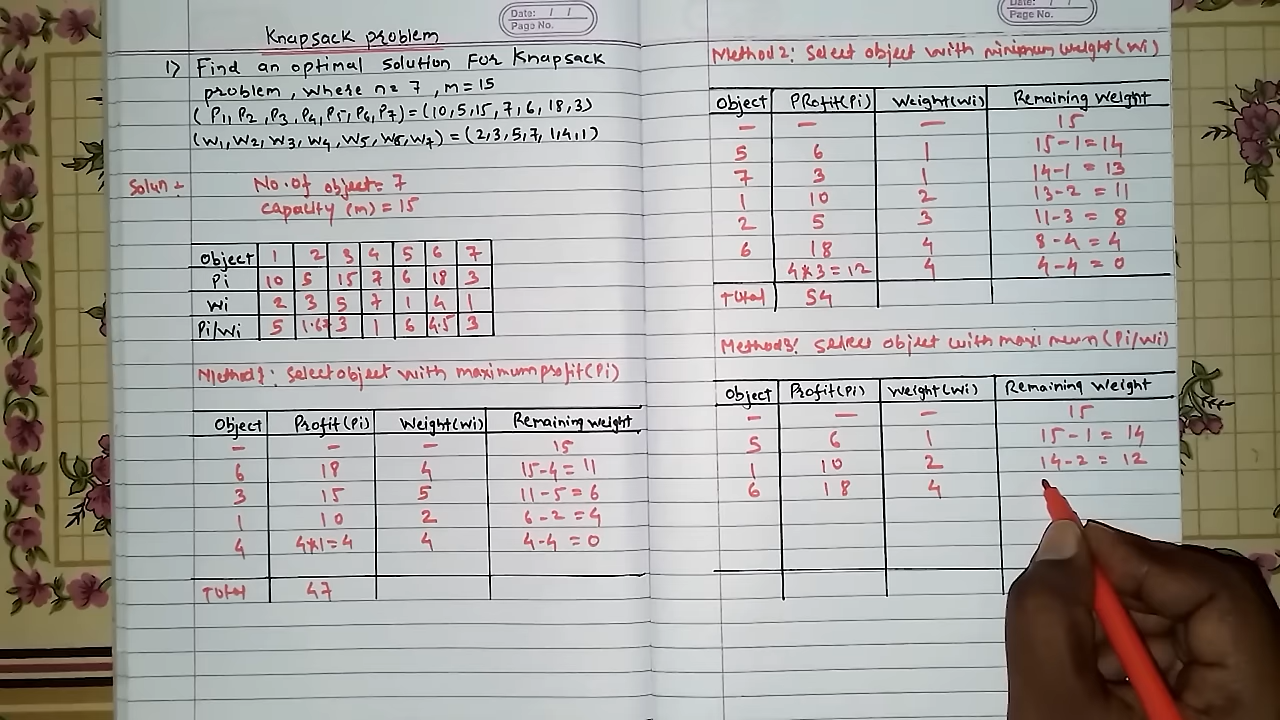 Date: / /
Page No.
Knapsack problem
1) Find an optimal solution For Knapsack
problem, where n=7, m=15
(P1, P2, P3, P4, P5, P6, P7) = (10,5,15,7,6,18,3)
(W1, W2, W3, W4, W5, W6, W7) = (2,3,5,7,1,4,1)
Soln :- No. of object = 7
capacity (m) = 15
Object 1 2 3 4 5 6 7
Pi 10 5 15 7 6 18 3
Wi 2 3 5 7 1 4 1
Pi/Wi 5 1.67 3 1 6 4.5 3
Method 1: Select object with maximum profit (Pi)
Object Profit(Pi) Weight(Wi) Remaining weight
— — — 15
6 18 4 15-4=11
3 15 5 11-5=6
1 10 2 6-2=4
4 4*1=4 4 4-4=0
Total 47
Date: / /
Page No.
Method 2: Select object with minimum weight (Wi)
Object PRofit(Pi) Weight(Wi) Remaining Weight
— — — 15
5 6 1 15-1=14
7 3 1 14-1=13
1 10 2 13-2=11
2 5 3 11-3=8
6 18 4 8-4=4
4*3=12 4 4-4=0
Total 54
Method3: Select object with maximum (Pi/Wi)
Object Profit(Pi) Weight(Wi) Remaining Weight
— — — 15
5 6 1 15-1=14
1 10 2 14-2=12
6 18 4